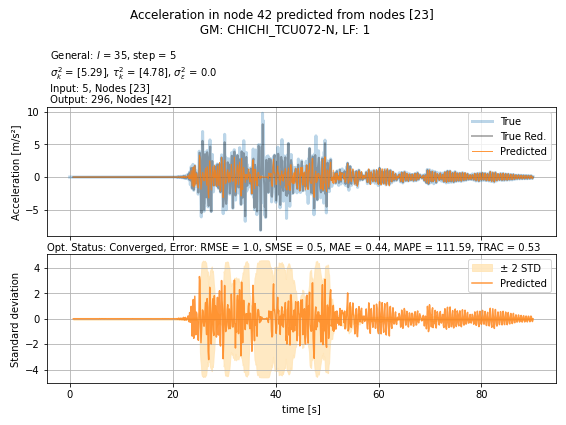 Acceleration in node 42 predicted from nodes [23]
GM: CHICHI_TCU072-N, LF: 1
General: l = 35, step = 5
σ²ₖ = [5.29], τ²ₖ = [4.78], σ²ε = 0.0
Input: 5, Nodes [23]
Output: 296, Nodes [42]
Acceleration [m/s²]
10
5
0
−5
True
True Red.
Predicted
Opt. Status: Converged, Error: RMSE = 1.0, SMSE = 0.5, MAE = 0.44, MAPE = 111.59, TRAC = 0.53
Standard deviation
4
2
0
−2
−4
± 2 STD
Predicted
0 20 40 60 80
time [s]